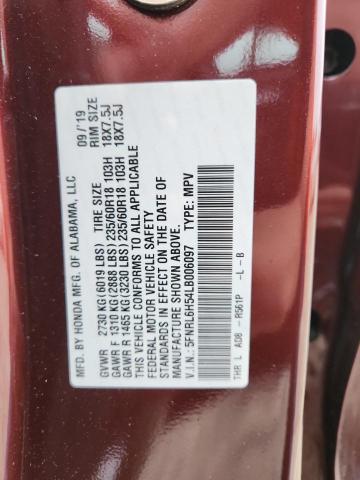 MFD. BY HONDA MFG. OF ALABAMA, LLC 09/'19
TIRE SIZE RIM SIZE
GVWR 2730 KG(6019 LBS)
GAWR F 1310 KG(2888 LBS) 235/60R18 103H 18X7.5J
GAWR R 1465 KG(3230 LBS) 235/60R18 103H 18X7.5J
THIS VEHICLE CONFORMS TO ALL APPLICABLE
FEDERAL MOTOR VEHICLE SAFETY
STANDARDS IN EFFECT ON THE DATE OF
MANUFACTURE SHOWN ABOVE.
V.I.N.: 5FNRL6H54LB006097 TYPE: MPV
THR L AD8 - R561P -L -B